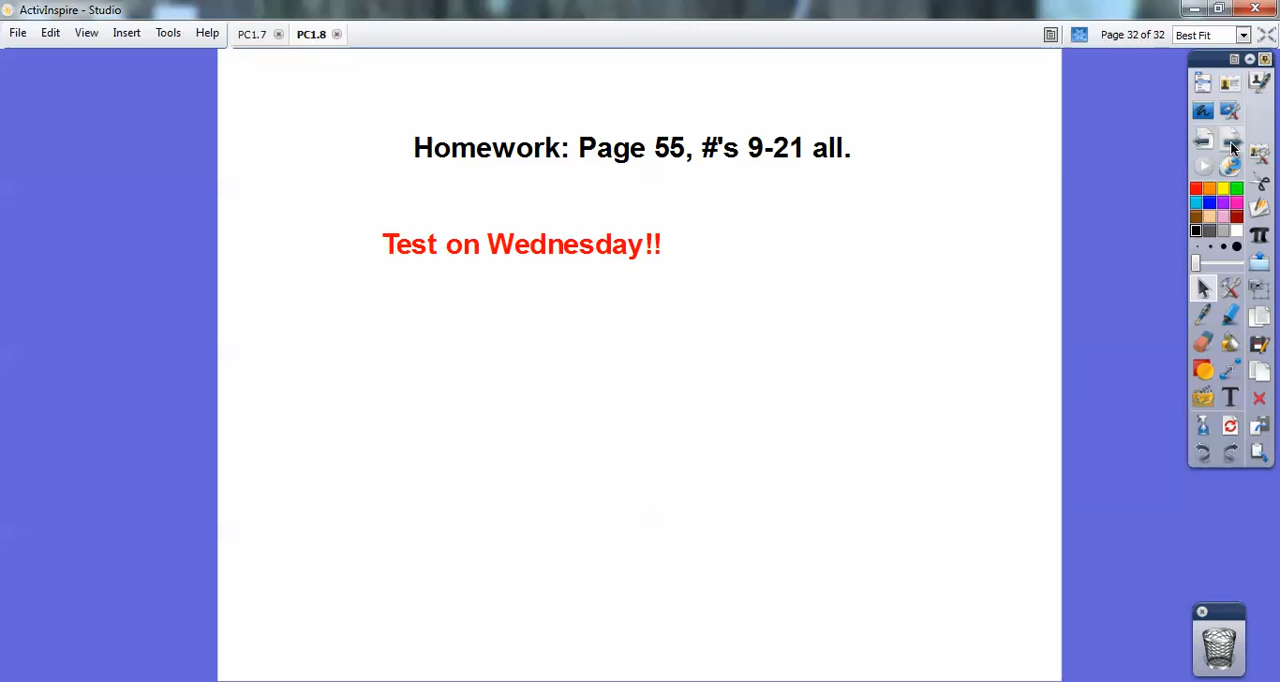 ActivInspire - Studio
File Edit View Insert Tools Help
PC1.7 PC1.8
Page 32 of 32
Best Fit
Homework: Page 55, #'s 9-21 all.
Test on Wednesday!!